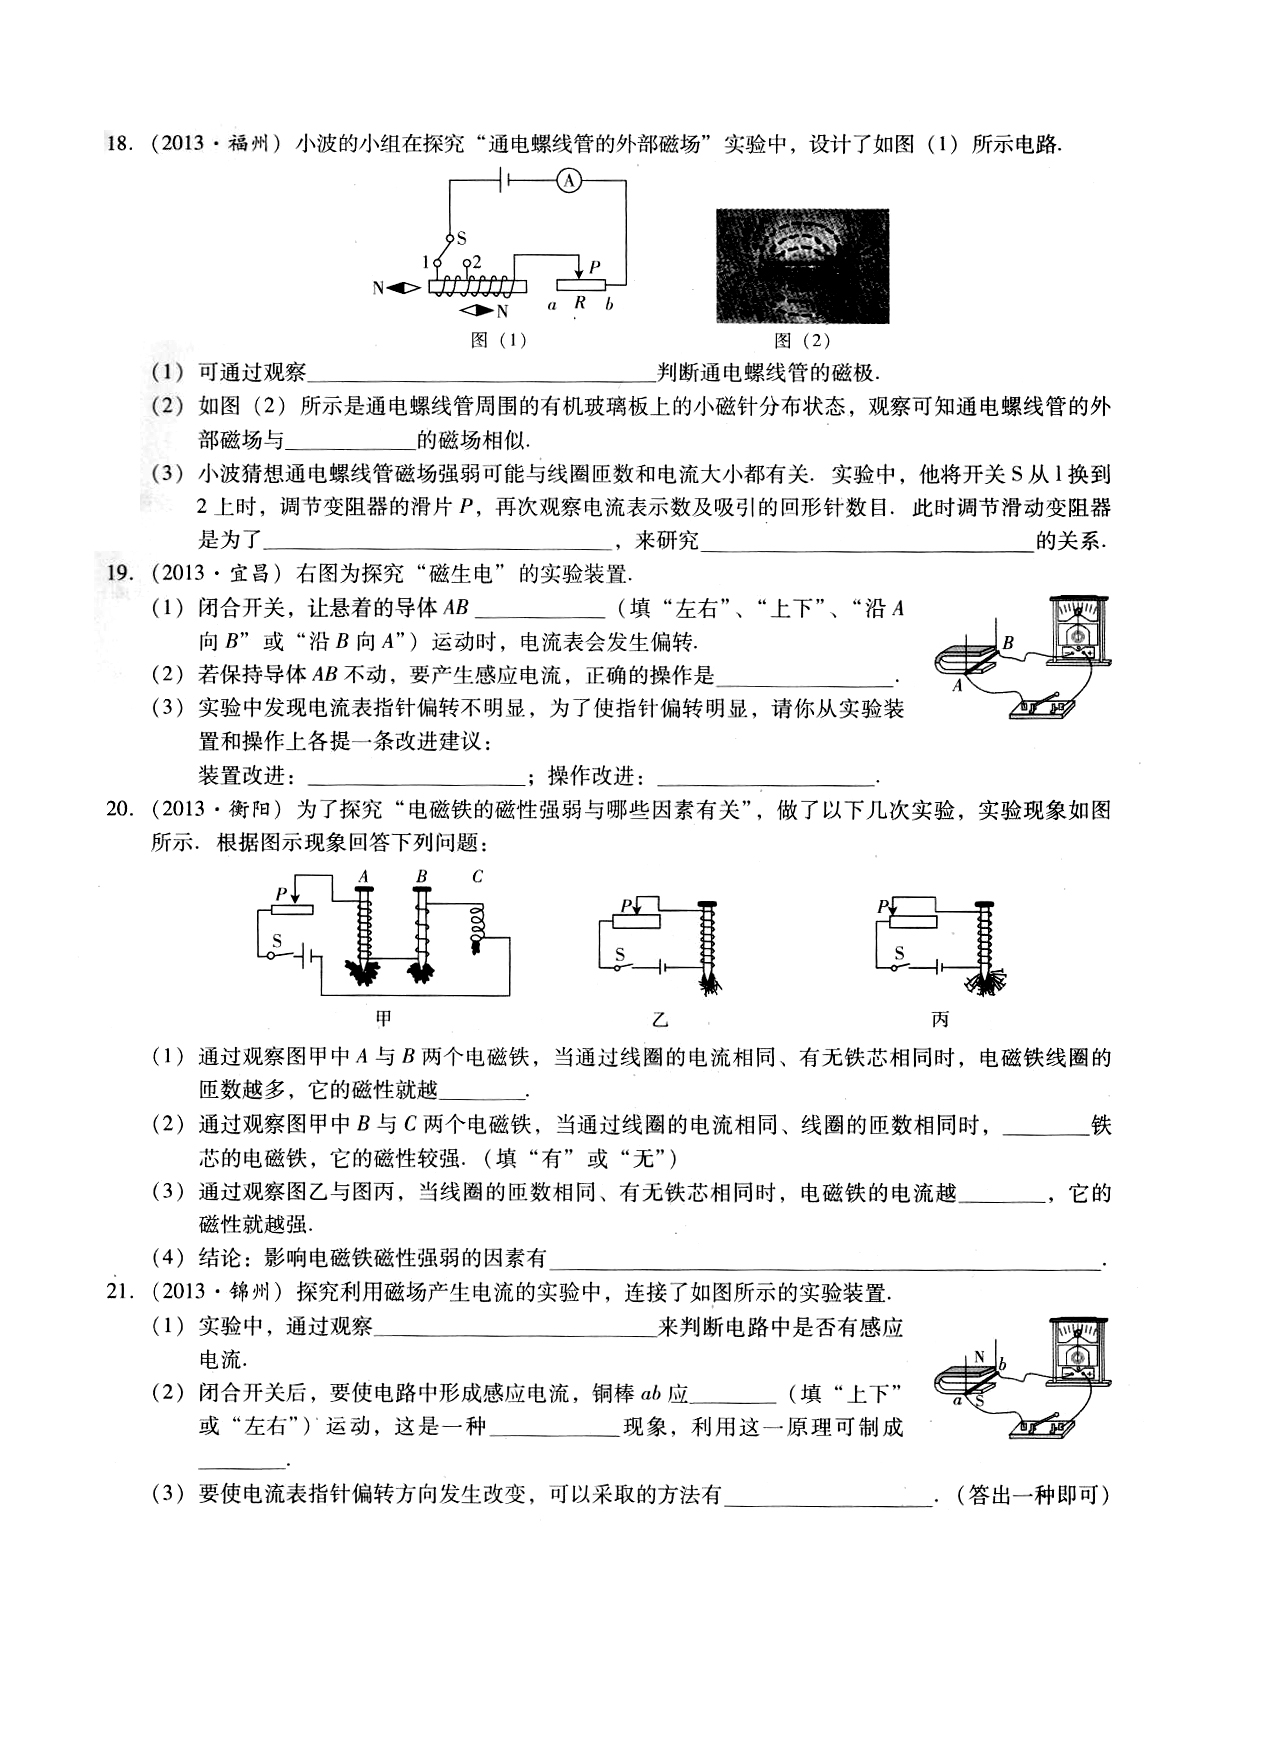 18. (2013·福州) 小波的小组在探究“通电螺线管的外部磁场”实验中，设计了如图 (1) 所示电路.
A
S
1 2
P
N
N
a R b
图 (1)
图 (2)
(1) 可通过观察________________判断通电螺线管的磁极.
(2) 如图 (2) 所示是通电螺线管周围的有机玻璃板上的小磁针分布状态，观察可知通电螺线管的外
部磁场与________的磁场相似.
(3) 小波猜想通电螺线管磁场强弱可能与线圈匝数和电流大小都有关. 实验中，他将开关 S 从 1 换到
2 上时，调节变阻器的滑片 P，再次观察电流表示数及吸引的回形针数目. 此时调节滑动变阻器
是为了________________，来研究________________的关系.
19. (2013·宜昌) 右图为探究“磁生电”的实验装置.
(1) 闭合开关，让悬着的导体 AB ________（填“左右”、“上下”、“沿 A
向 B”或“沿 B 向 A”）运动时，电流表会发生偏转.
B
A
(2) 若保持导体 AB 不动，要产生感应电流，正确的操作是__________.
(3) 实验中发现电流表指针偏转不明显，为了使指针偏转明显，请你从实验装
置和操作上各提一条改进建议：
装置改进：____________；操作改进：____________.
20. (2013·衡阳) 为了探究“电磁铁的磁性强弱与哪些因素有关”，做了以下几次实验，实验现象如图
所示. 根据图示现象回答下列问题：
A B C
P P P
S S S
甲 乙 丙
(1) 通过观察图甲中 A 与 B 两个电磁铁，当通过线圈的电流相同、有无铁芯相同时，电磁铁线圈的
匝数越多，它的磁性就越______.
(2) 通过观察图甲中 B 与 C 两个电磁铁，当通过线圈的电流相同、线圈的匝数相同时，______铁
芯的电磁铁，它的磁性较强.（填“有”或“无”）
(3) 通过观察图乙与图丙，当线圈的匝数相同、有无铁芯相同时，电磁铁的电流越______，它的
磁性就越强.
(4) 结论：影响电磁铁磁性强弱的因素有______________________________.
21. (2013·锦州) 探究利用磁场产生电流的实验中，连接了如图所示的实验装置.
(1) 实验中，通过观察________________来判断电路中是否有感应
电流.
N
b
a S
(2) 闭合开关后，要使电路中形成感应电流，铜棒 ab 应______（填“上下”
或“左右”）运动，这是一种________现象，利用这一原理可制成
______.
(3) 要使电流表指针偏转方向发生改变，可以采取的方法有____________.（答出一种即可）